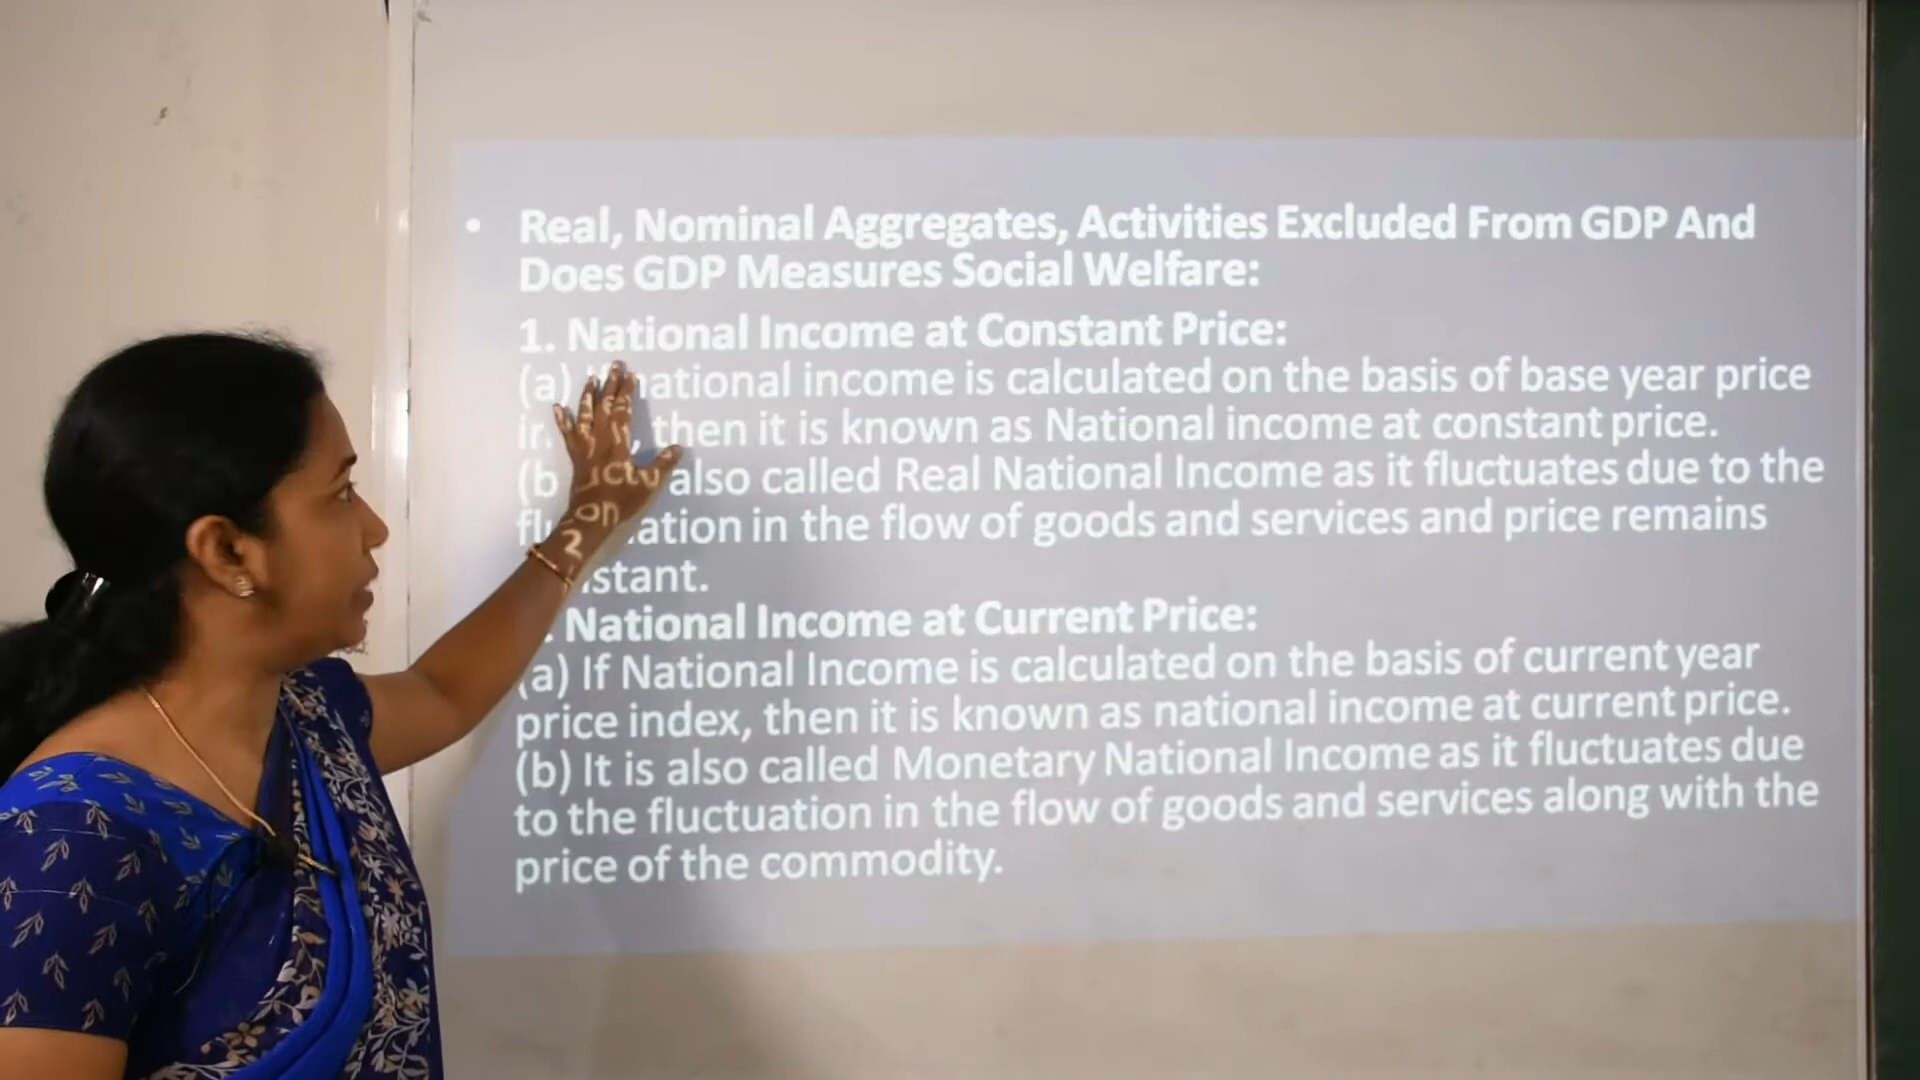 • Real, Nominal Aggregates, Activities Excluded From GDP And
Does GDP Measures Social Welfare:
1. National Income at Constant Price:
(a) If national income is calculated on the basis of base year price
then it is known as National income at constant price.
(b also called Real National Income as it fluctuates due to the
in the flow of goods and services and price remains
National Income at Current Price:
(a) If National Income is calculated on the basis of current year
price index, then it is known as national income at current price.
(b) It is also called Monetary National Income as it fluctuates due
to the fluctuation in the flow of goods and services along with the
price of the commodity.